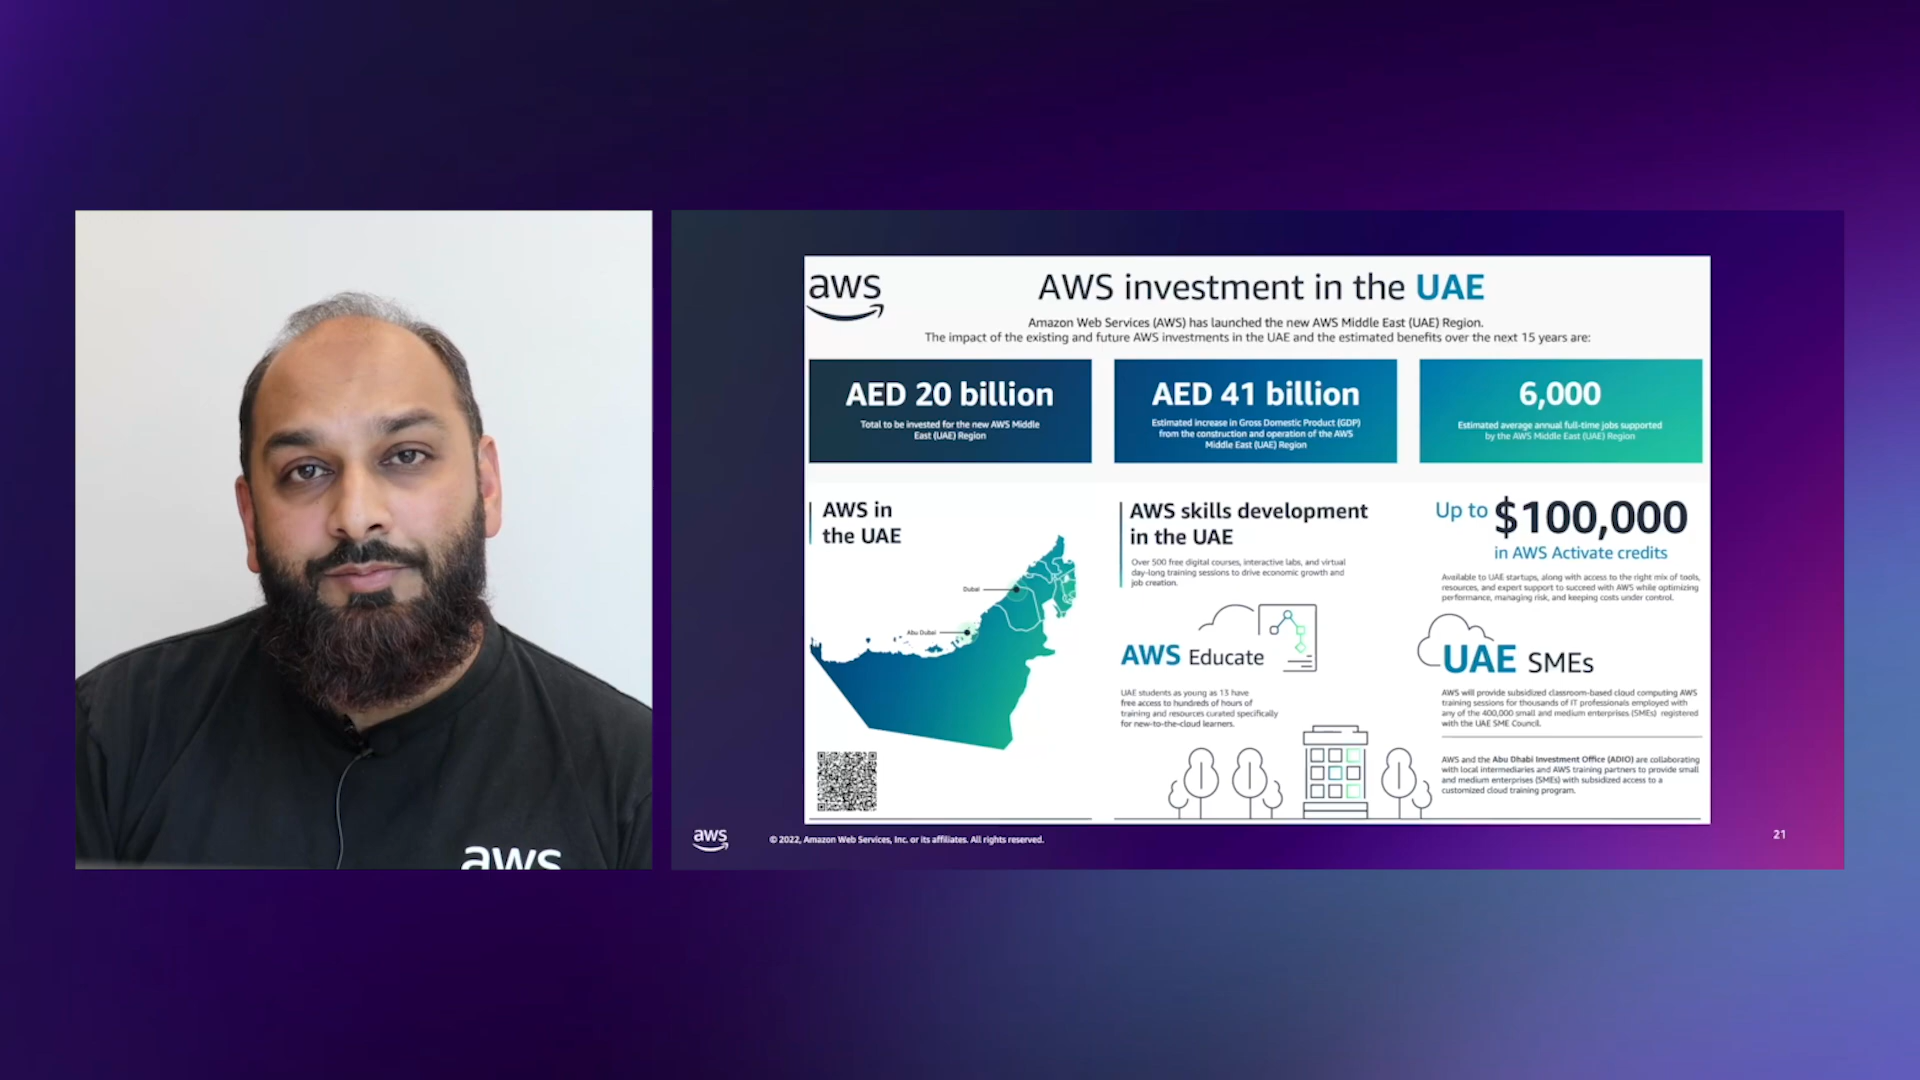 aws
aws
AWS investment in the UAE
Amazon Web Services (AWS) has launched the new AWS Middle East (UAE) Region.
The impact of the existing and future AWS investments in the UAE and the estimated benefits over the next 15 years are:
AED 20 billion
Total to be invested for the new AWS Middle
East (UAE) Region
AED 41 billion
Estimated increase in Gross Domestic Product (GDP)
from the construction and operation of the AWS
Middle East (UAE) Region
6,000
Estimated average annual full-time jobs supported
by the AWS Middle East (UAE) Region
AWS in
the UAE
Dubai
Abu Dubai
AWS skills development
in the UAE
Over 500 free digital courses, interactive labs, and virtual
day-long training sessions to drive economic growth and
job creation.
AWS Educate
UAE students as young as 13 have
free access to hundreds of hours of
training and resources curated specifically
for new-to-the-cloud learners.
Up to $100,000
in AWS Activate credits
Available to UAE startups, along with access to the right mix of tools,
resources, and expert support to succeed with AWS while optimizing
performance, managing risk, and keeping costs under control.
UAE SMEs
AWS will provide subsidized classroom-based cloud computing AWS
training sessions for thousands of IT professionals employed with
any of the 400,000 small and medium enterprises (SMEs) registered
with the UAE SME Council.
AWS and the Abu Dhabi Investment Office (ADIO) are collaborating
with local intermediaries and AWS training partners to provide small
and medium enterprises (SMEs) with subsidized access to a
customized cloud training program.
aws
© 2022, Amazon Web Services, Inc. or its affiliates. All rights reserved.
21